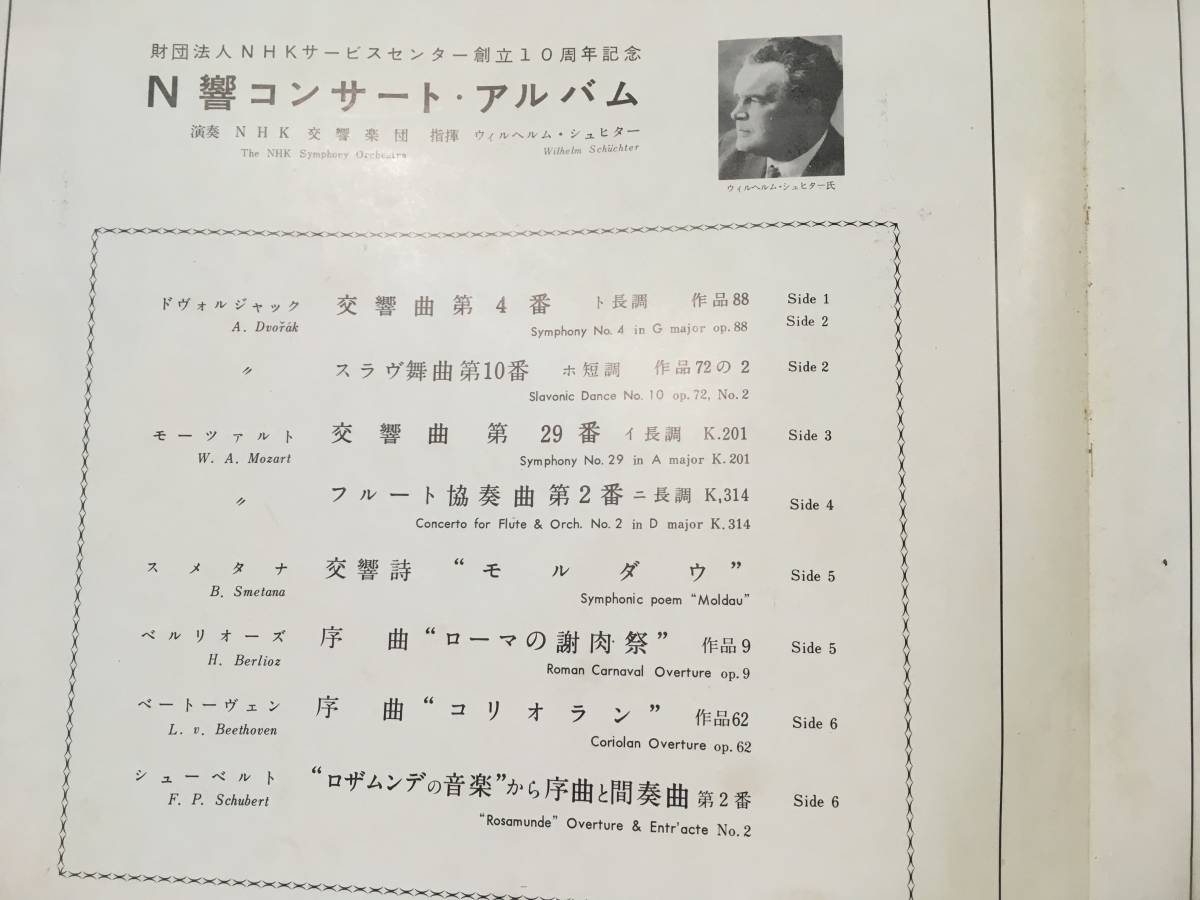 財団法人NHKサービスセンター創立10周年記念
N響コンサート・アルバム
演奏 NHK 交響楽団 指揮 ウィルヘルム・シュヒター
The NHK Symphony Orchestra Wilhelm Schüchter
ウィルヘルム・シュヒター氏
ドヴォルジャック 交響曲第4番 ト長調 作品88 Side 1
A. Dvořák Symphony No. 4 in G major op. 88 Side 2
〃 スラヴ舞曲第10番 ホ短調 作品72の2 Side 2
Slavonic Dance No. 10 op. 72, No. 2
モーツァルト 交響曲第29番 イ長調 K.201 Side 3
W. A. Mozart Symphony No. 29 in A major K. 201
〃 フルート協奏曲第2番 ニ長調 K,314 Side 4
Concerto for Flute & Orch. No. 2 in D major K. 314
スメタナ 交響詩 “モルダウ” Side 5
B. Smetana Symphonic poem “Moldau”
ベルリオーズ 序曲“ローマの謝肉祭” 作品9 Side 5
H. Berlioz Roman Carnaval Overture op. 9
ベートーヴェン 序曲“コリオラン” 作品62 Side 6
L. v. Beethoven Coriolan Overture op. 62
シューベルト “ロザムンデの音楽”から序曲と間奏曲 第2番 Side 6
F. P. Schubert “Rosamunde” Overture & Entr'acte No. 2